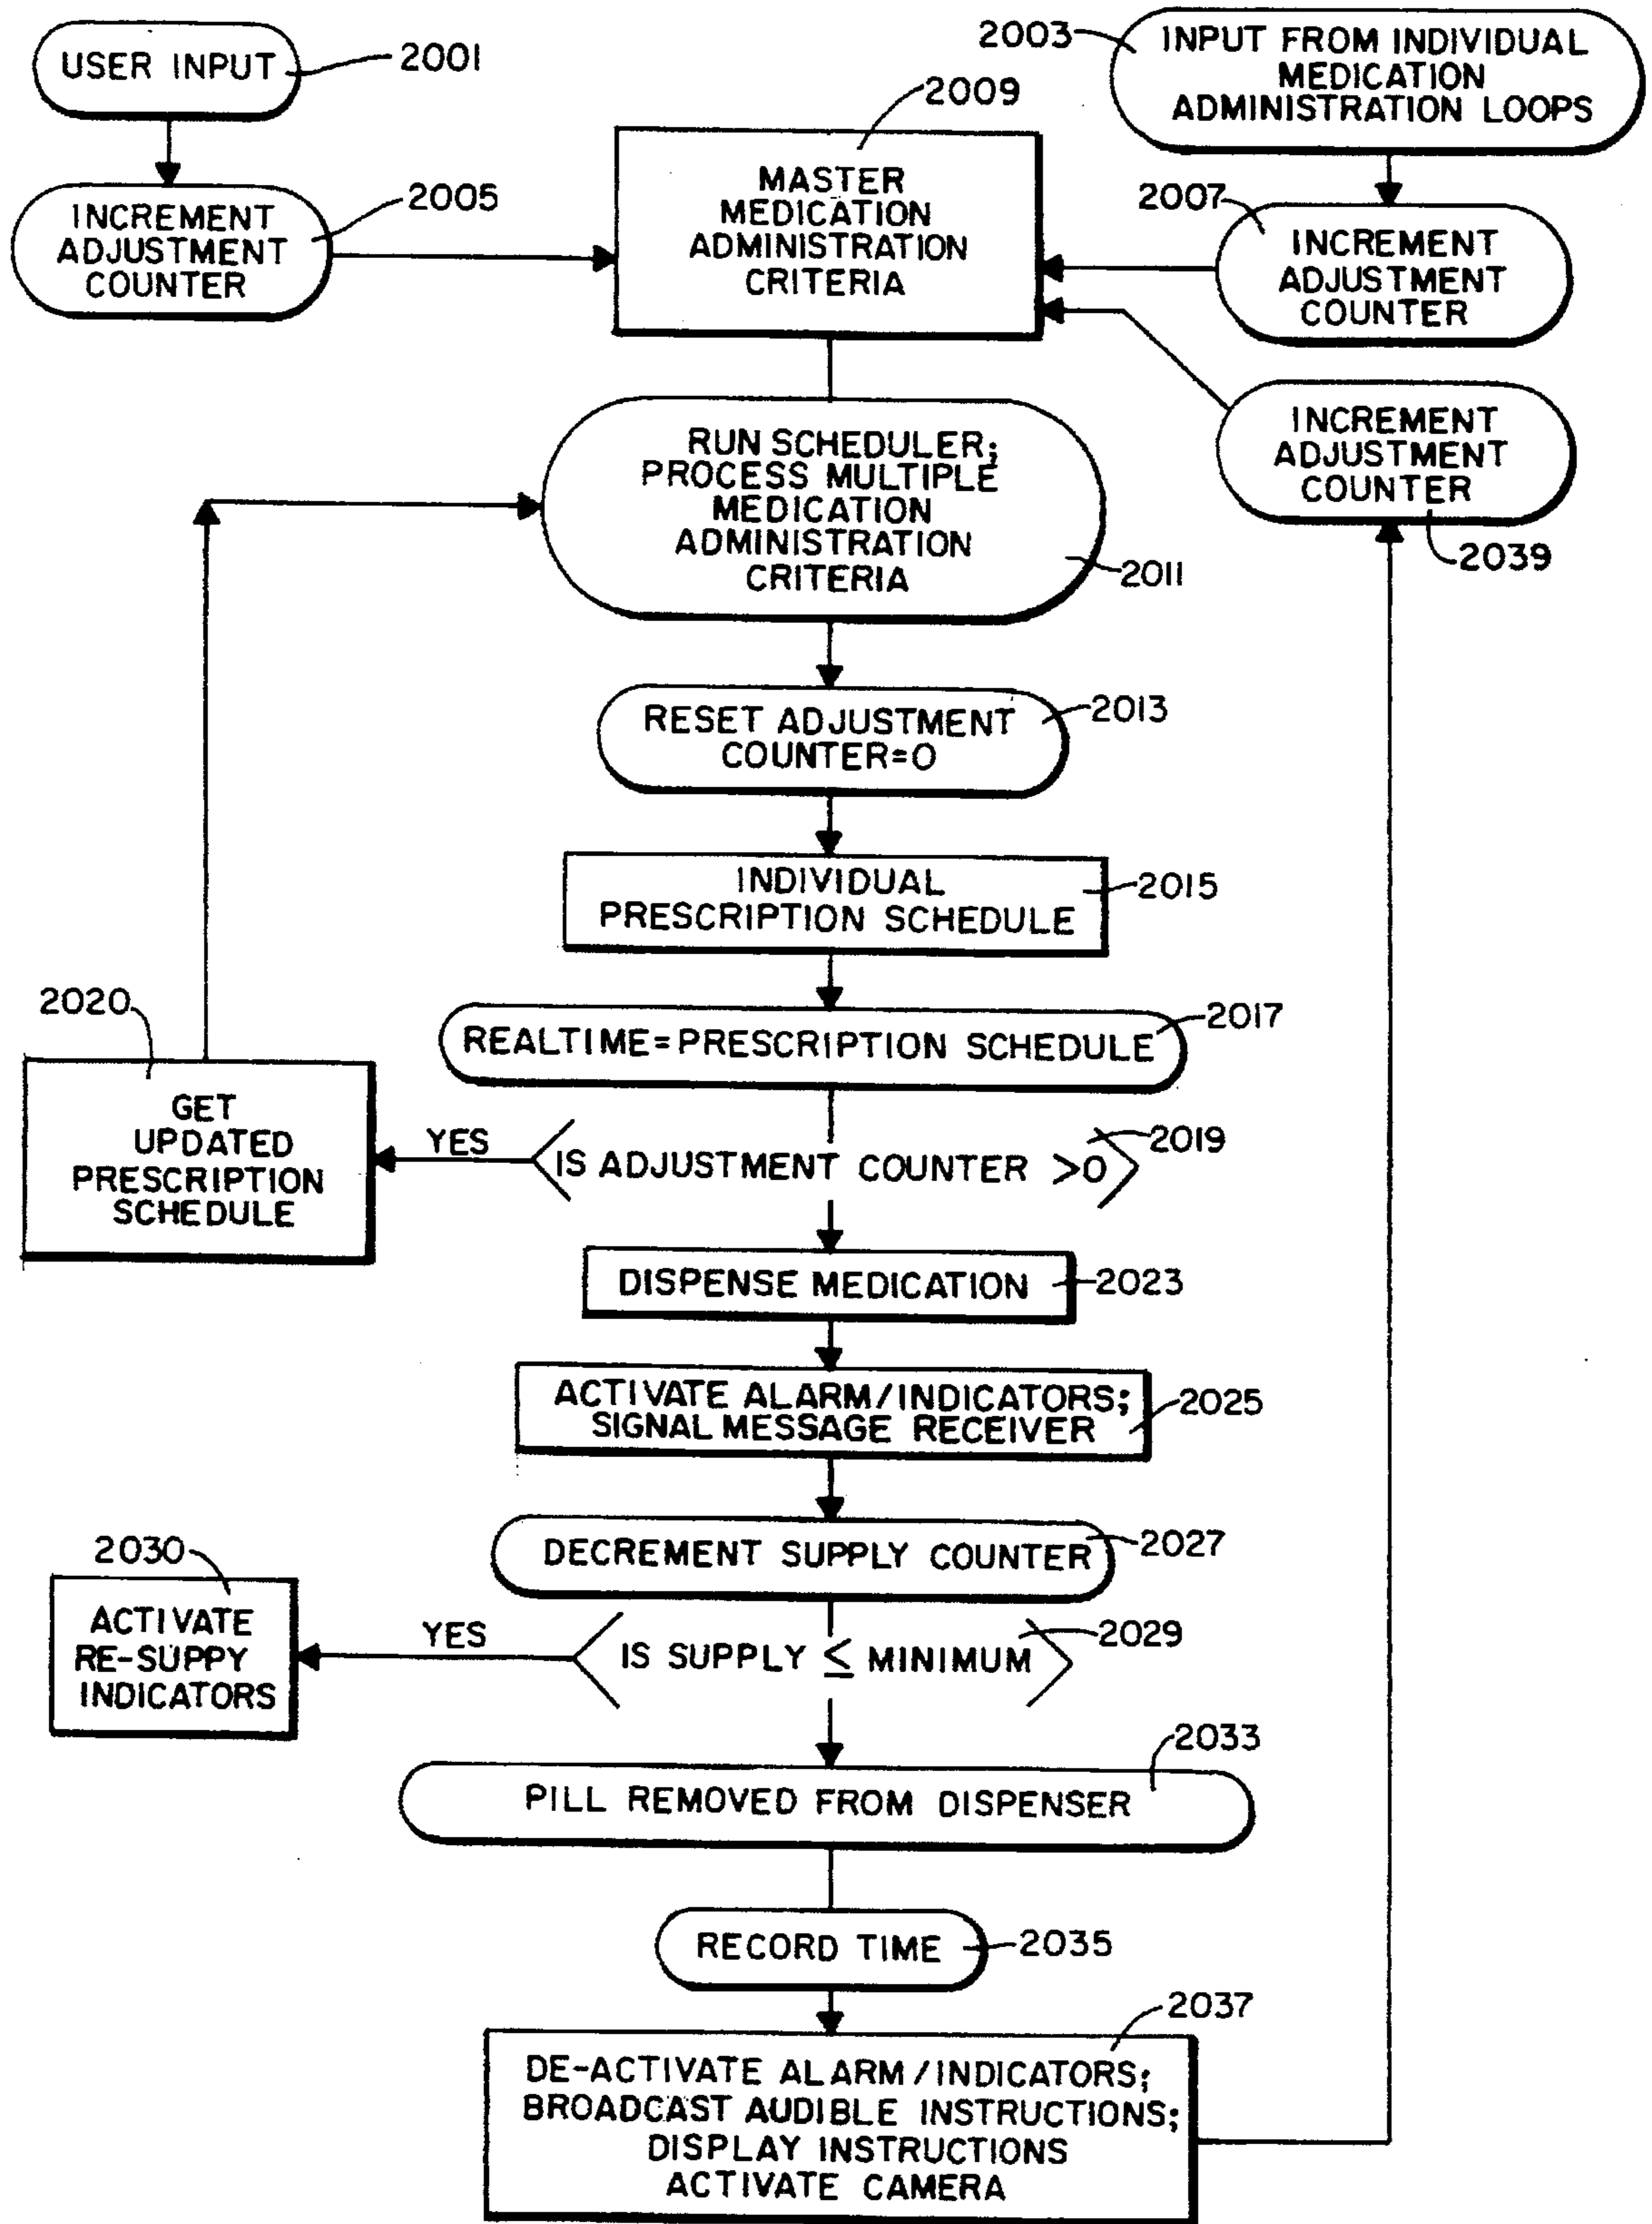 USER INPUT
2001
2003
INPUT FROM INDIVIDUAL
MEDICATION
ADMINISTRATION LOOPS
2009
INCREMENT
ADJUSTMENT
COUNTER
2005
MASTER
MEDICATION
ADMINISTRATION
CRITERIA
2007
INCREMENT
ADJUSTMENT
COUNTER
INCREMENT
ADJUSTMENT
COUNTER
2039
RUN SCHEDULER;
PROCESS MULTIPLE
MEDICATION
ADMINISTRATION
CRITERIA
2011
RESET ADJUSTMENT
COUNTER=0
2013
INDIVIDUAL
PRESCRIPTION SCHEDULE
2015
REALTIME=PRESCRIPTION SCHEDULE
2017
2020
GET
UPDATED
PRESCRIPTION
SCHEDULE
YES
IS ADJUSTMENT COUNTER >0
2019
DISPENSE MEDICATION
2023
ACTIVATE ALARM/INDICATORS;
SIGNAL MESSAGE RECEIVER
2025
DECREMENT SUPPLY COUNTER
2027
2030
ACTIVATE
RE-SUPPY
INDICATORS
YES
IS SUPPLY ≤ MINIMUM
2029
2033
PILL REMOVED FROM DISPENSER
RECORD TIME
2035
2037
DE-ACTIVATE ALARM/INDICATORS;
BROADCAST AUDIBLE INSTRUCTIONS;
DISPLAY INSTRUCTIONS
ACTIVATE CAMERA